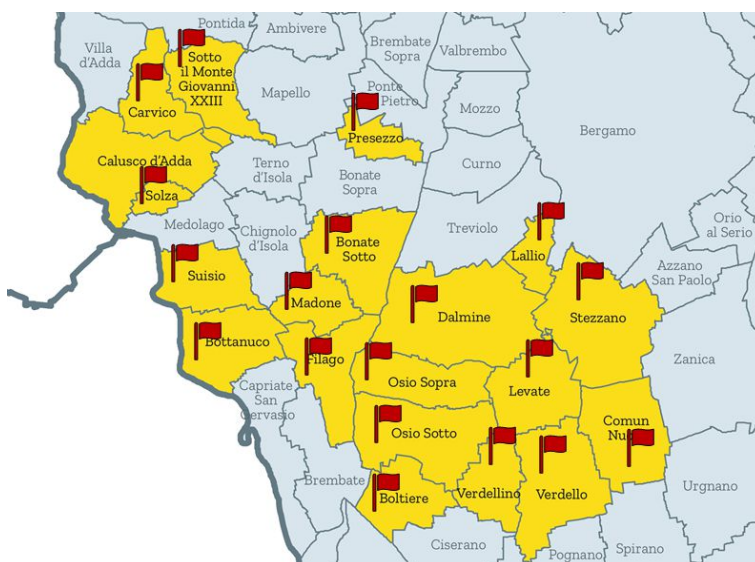 Pontida
Ambivere
Villa
d'Adda
Brembate
Sopra
Valbrembo
Sotto
il Monte
Giovanni
XXIII
Carvico
Mapello
Ponte
Pietro
Mozzo
Bergamo
Presezzo
Calusco d'Adda
Solza
Terno
d'Isola
Bonate
Sopra
Curno
Medolago
Chignolo
d'Isola
Bonate
Sotto
Treviolo
Lallio
Orio
al Serio
Azzano
San Paolo
Suisio
Madone
Dalmine
Stezzano
Bottanuco
Filago
Osio Sopra
Levate
Zanica
Capriate
San
Gervasio
Osio Sotto
Comun
Brembate
Boltiere
Verdellino
Verdello
Urgnano
Ciserano
Pognano
Spirano